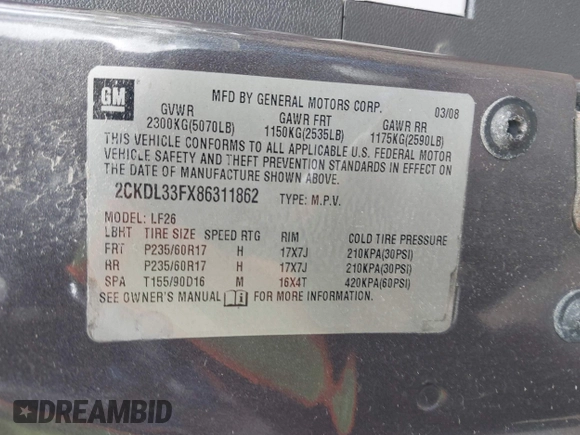 GM
MFD BY GENERAL MOTORS CORP. 03/08
GVWR GAWR FRT GAWR RR
2300KG(5070LB) 1150KG(2535LB) 1175KG(2590LB)
THIS VEHICLE CONFORMS TO ALL APPLICABLE U.S. FEDERAL MOTOR
VEHICLE SAFETY AND THEFT PREVENTION STANDARDS IN EFFECT ON
THE DATE OF MANUFACTURE SHOWN ABOVE.
2CKDL33FX86311862 TYPE: M.P.V.
MODEL: LF26
LBHT TIRE SIZE SPEED RTG RIM COLD TIRE PRESSURE
FRT P235/60R17 H 17X7J 210KPA(30PSI)
RR P235/60R17 H 17X7J 210KPA(30PSI)
SPA T155/90D16 M 16X4T 420KPA(60PSI)
SEE OWNER'S MANUAL FOR MORE INFORMATION.
DREAMBID